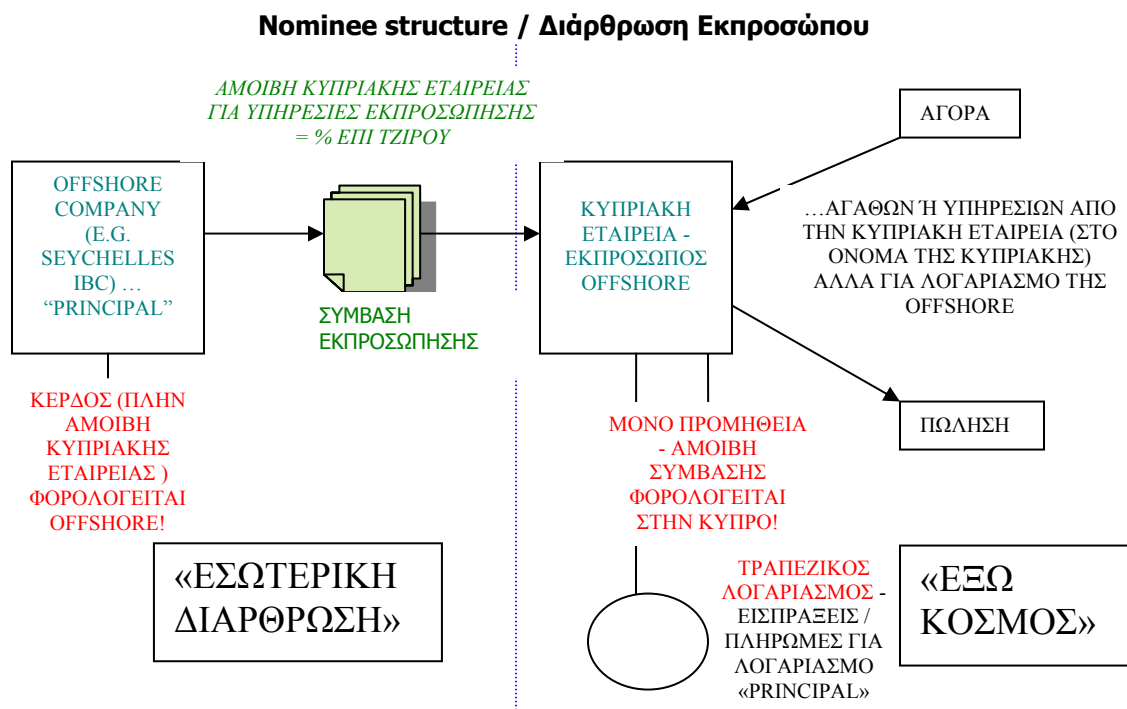 Nominee structure / Διάρθρωση Εκπροσώπου
ΑΜΟΙΒΗ ΚΥΠΡΙΑΚΗΣ ΕΤΑΙΡΕΙΑΣ
ΓΙΑ ΥΠΗΡΕΣΙΕΣ ΕΚΠΡΟΣΩΠΗΣΗΣ
= % ΕΠΙ ΤΖΙΡΟΥ
ΑΓΟΡΑ
OFFSHORE
COMPANY
(E.G.
SEYCHELLES
IBC) …
“PRINCIPAL”
ΣΥΜΒΑΣΗ
ΕΚΠΡΟΣΩΠΗΣΗΣ
ΚΥΠΡΙΑΚΗ
ΕΤΑΙΡΕΙΑ -
ΕΚΠΡΟΣΩΠΟΣ
OFFSHORE
…ΑΓΑΘΩΝ Ή ΥΠΗΡΕΣΙΩΝ ΑΠΟ
ΤΗΝ ΚΥΠΡΙΑΚΗ ΕΤΑΙΡΕΙΑ (ΣΤΟ
ΟΝΟΜΑ ΤΗΣ ΚΥΠΡΙΑΚΗΣ)
ΑΛΛΑ ΓΙΑ ΛΟΓΑΡΙΑΣΜΟ ΤΗΣ
OFFSHORE
ΚΕΡΔΟΣ (ΠΛΗΝ
ΑΜΟΙΒΗ
ΚΥΠΡΙΑΚΗΣ
ΕΤΑΙΡΕΙΑΣ )
ΦΟΡΟΛΟΓΕΙΤΑΙ
OFFSHORE!
ΜΟΝΟ ΠΡΟΜΗΘΕΙΑ
- ΑΜΟΙΒΗ
ΣΥΜΒΑΣΗΣ
ΦΟΡΟΛΟΓΕΙΤΑΙ
ΣΤΗΝ ΚΥΠΡΟ!
ΠΩΛΗΣΗ
«ΕΣΩΤΕΡΙΚΗ
ΔΙΑΡΘΡΩΣΗ»
ΤΡΑΠΕΖΙΚΟΣ
ΛΟΓΑΡΙΑΣΜΟΣ -
ΕΙΣΠΡΑΞΕΙΣ /
ΠΛΗΡΩΜΕΣ ΓΙΑ
ΛΟΓΑΡΙΑΣΜΟ
«PRINCIPAL»
«ΕΞΩ
ΚΟΣΜΟΣ»